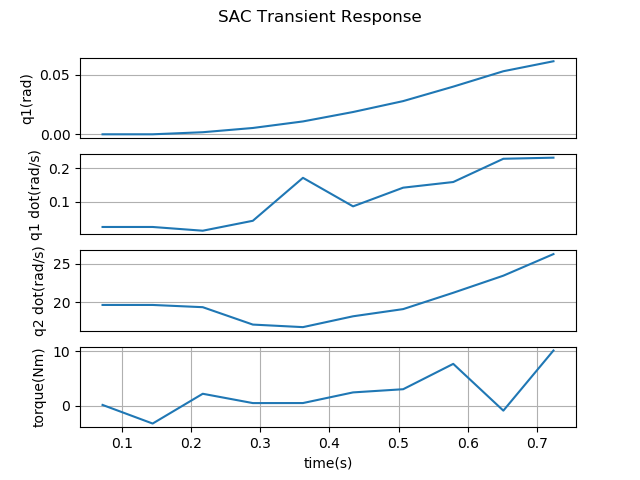 SAC Transient Response
q1(rad)
0.05
0.00
q1 dot(rad/s)
0.2
0.1
q2 dot(rad/s)
25
20
torque(Nm)
10
0
0.1 0.2 0.3 0.4 0.5 0.6 0.7
time(s)